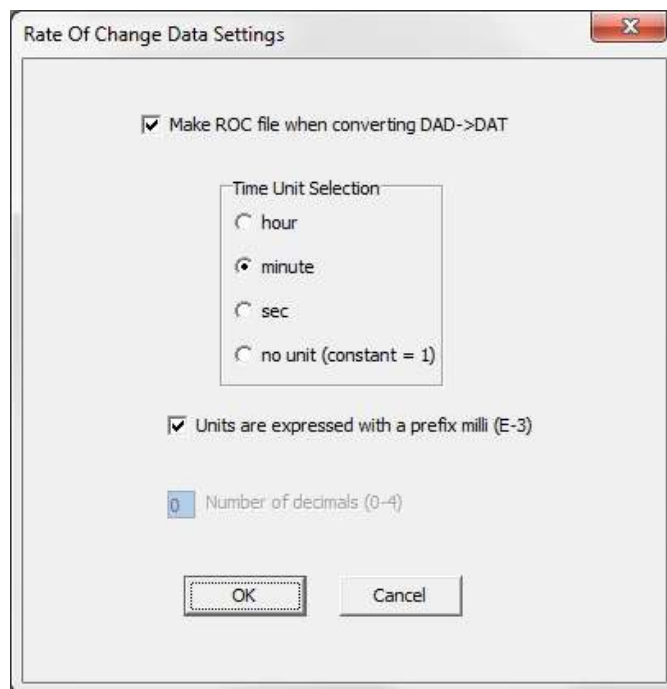 Rate Of Change Data Settings
Make ROC file when converting DAD->DAT
Time Unit Selection
hour
minute
sec
no unit (constant = 1)
Units are expressed with a prefix milli (E-3)
0 Number of decimals (0-4)
OK Cancel